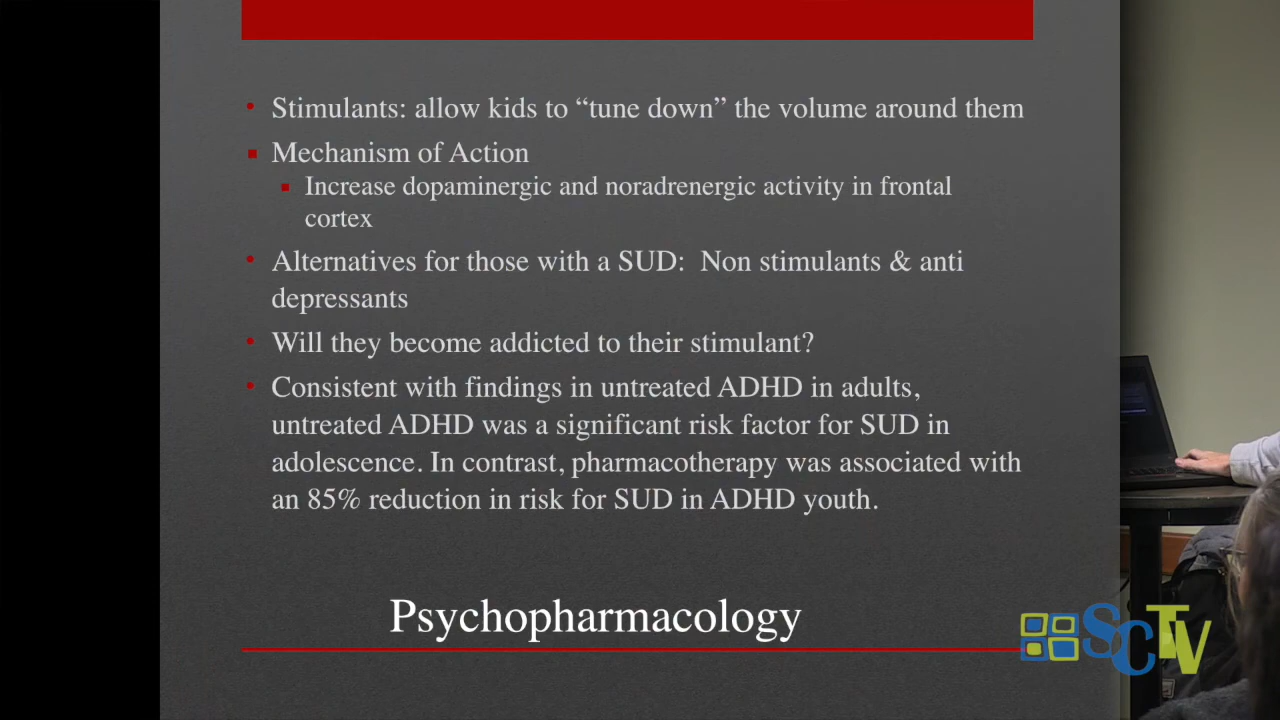 Stimulants: allow kids to “tune down” the volume around them
Mechanism of Action
Increase dopaminergic and noradrenergic activity in frontal
cortex
Alternatives for those with a SUD:  Non stimulants & anti
depressants
Will they become addicted to their stimulant?
Consistent with findings in untreated ADHD in adults,
untreated ADHD was a significant risk factor for SUD in
adolescence. In contrast, pharmacotherapy was associated with
an 85% reduction in risk for SUD in ADHD youth.
Psychopharmacology
SCTV